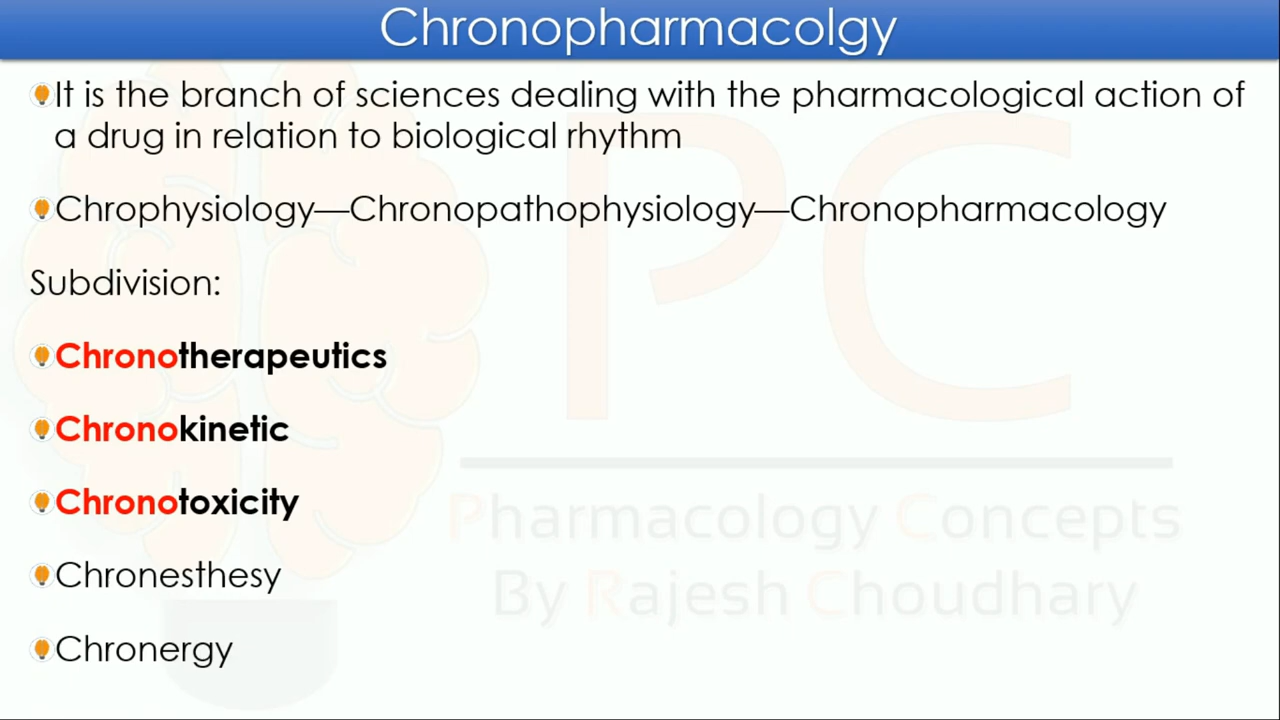 Chronopharmacolgy
It is the branch of sciences dealing with the pharmacological action of
a drug in relation to biological rhythm
Chrophysiology—Chronopathophysiology—Chronopharmacology
Subdivision:
Chronotherapeutics
Chronokinetic
Chronotoxicity
Chronesthesy
Chronergy
PC
Pharmacology Concepts
By Rajesh Choudhary